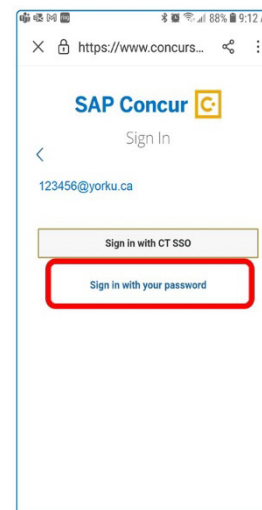 88% 9:12 A
https://www.concurs...
SAP Concur C.
Sign In
123456@yorku.ca
Sign in with CT SSO
Sign in with your password